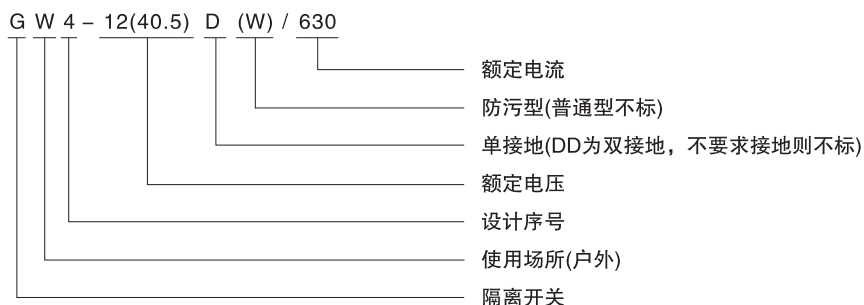 G W 4 – 12(40.5) D (W) / 630
额定电流
防污型(普通型不标)
单接地(DD为双接地，不要求接地则不标)
额定电压
设计序号
使用场所(户外)
隔离开关